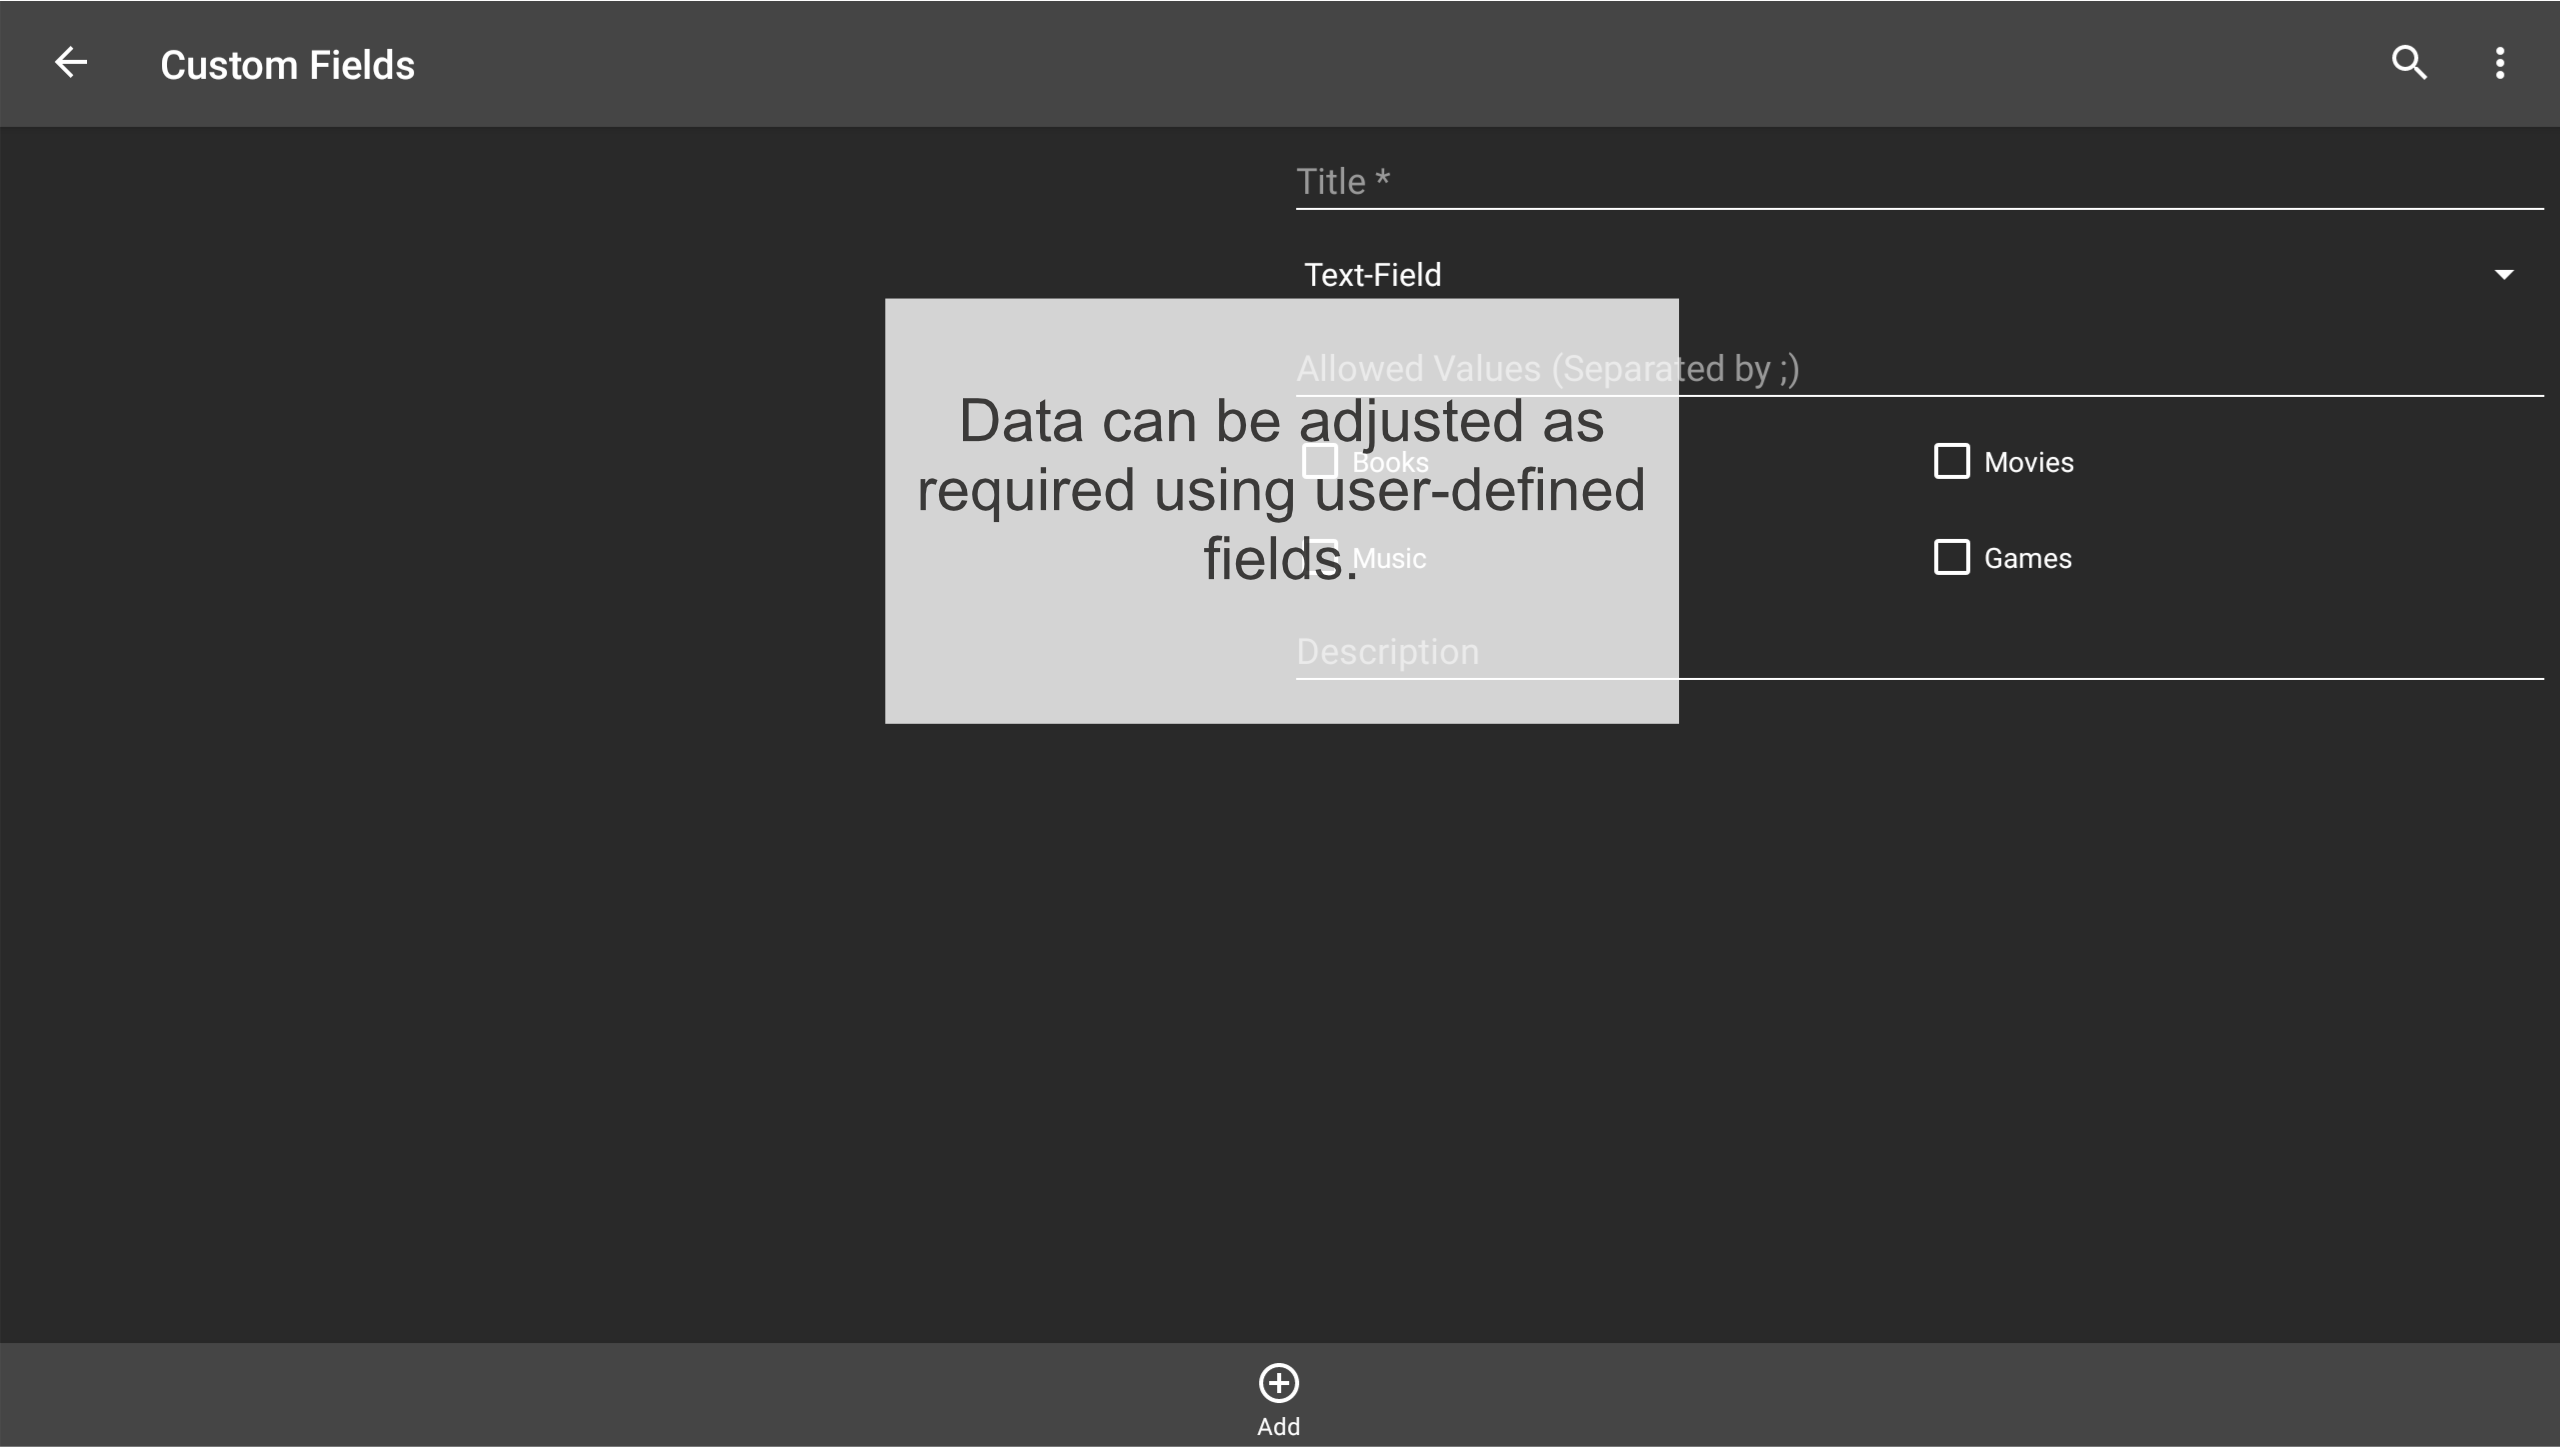 Custom Fields
Title *
Text-Field
Allowed Values (Separated by ;)
Data can be adjusted as
required using user-defined
fields.
Books
Movies
Music
Games
Description
Add